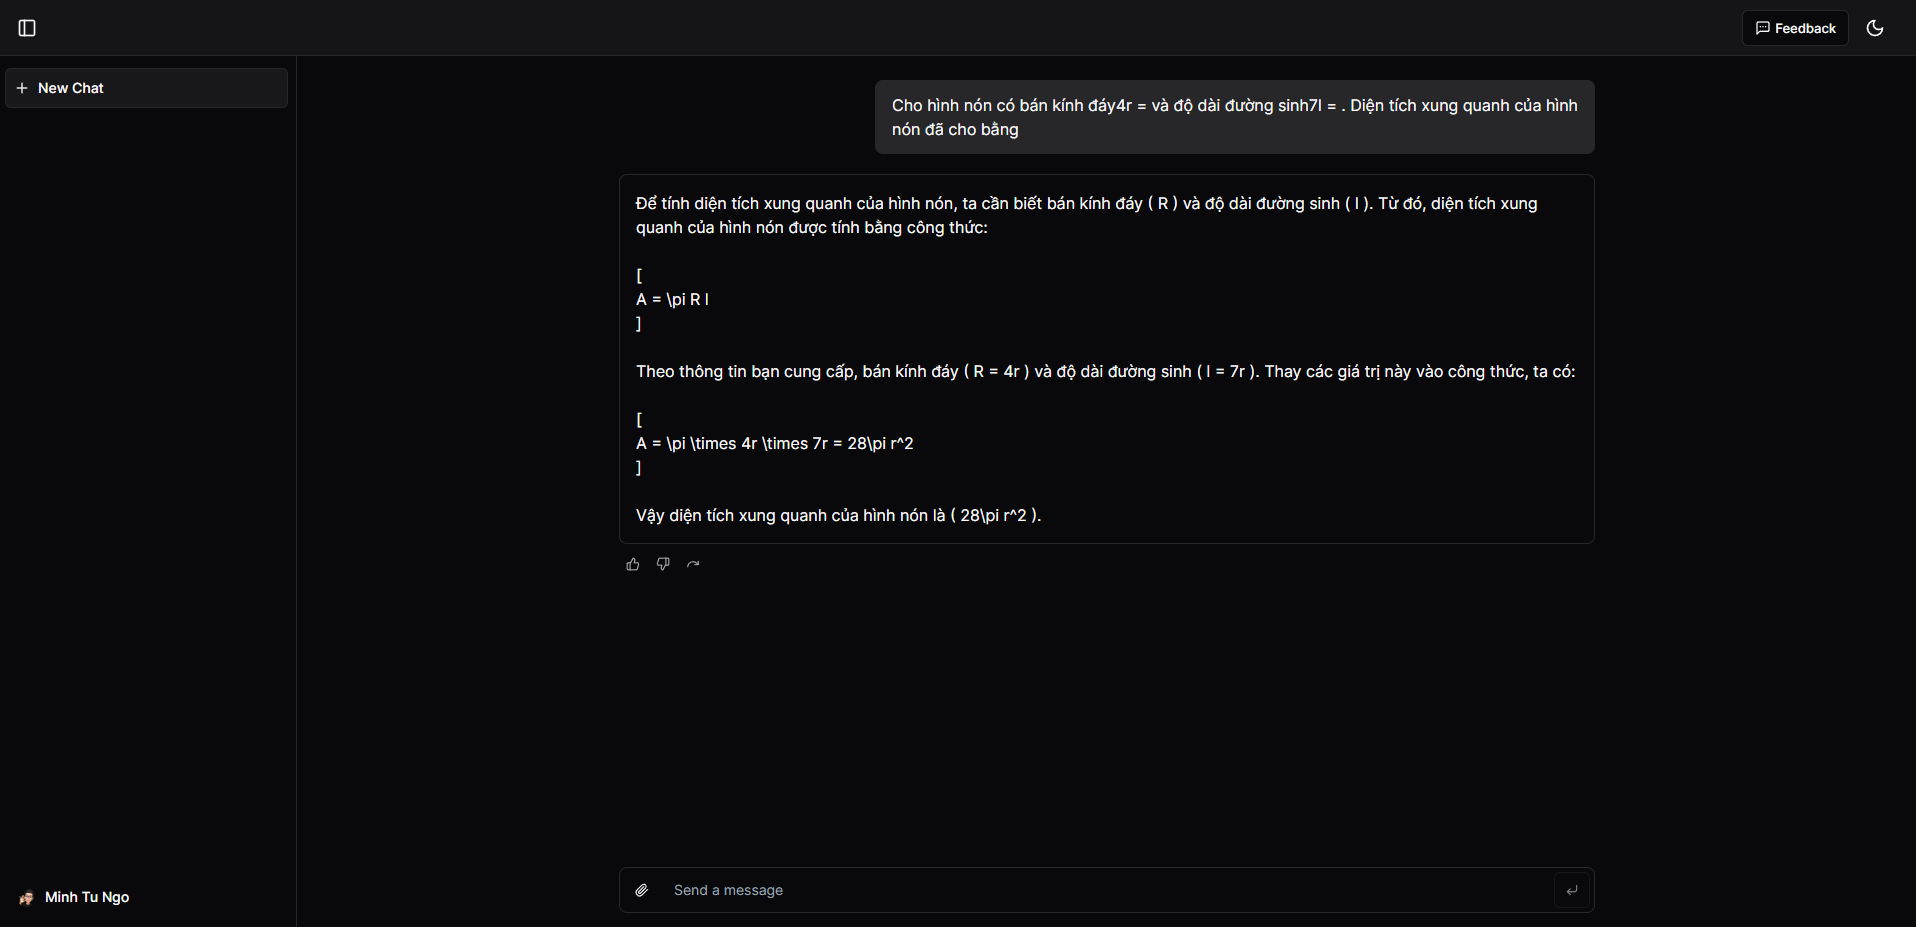 Feedback
New Chat
Cho hình nón có bán kính đáy4r = và độ dài đường sinh7l = . Diện tích xung quanh của hình
nón đã cho bằng
Để tính diện tích xung quanh của hình nón, ta cần biết bán kính đáy ( R ) và độ dài đường sinh ( l ). Từ đó, diện tích xung
quanh của hình nón được tính bằng công thức:
[
A = \pi R l
]
Theo thông tin bạn cung cấp, bán kính đáy ( R = 4r ) và độ dài đường sinh ( l = 7r ). Thay các giá trị này vào công thức, ta có:
[
A = \pi \times 4r \times 7r = 28\pi r^2
]
Vậy diện tích xung quanh của hình nón là ( 28\pi r^2 ).
Send a message
Minh Tu Ngo